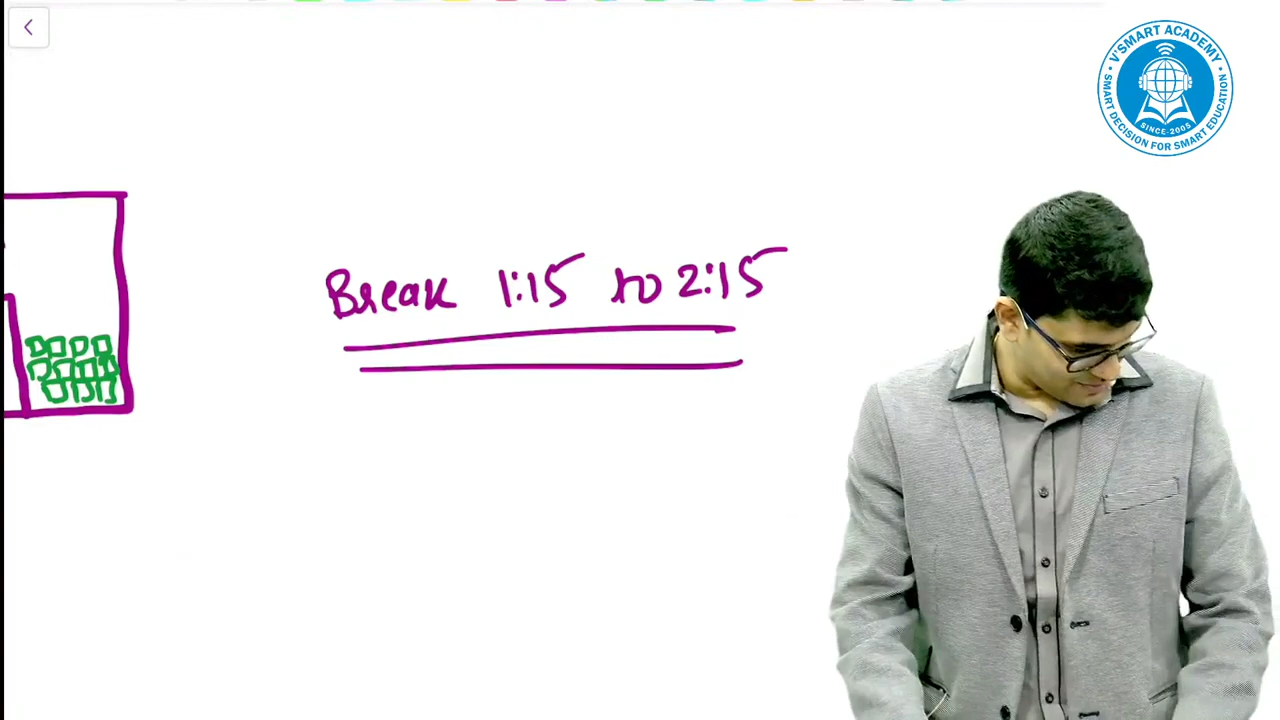 V'SMART ACADEMY
SINCE-2005
SMART DECISION FOR SMART EDUCATION
Break 1:15 to 2:15